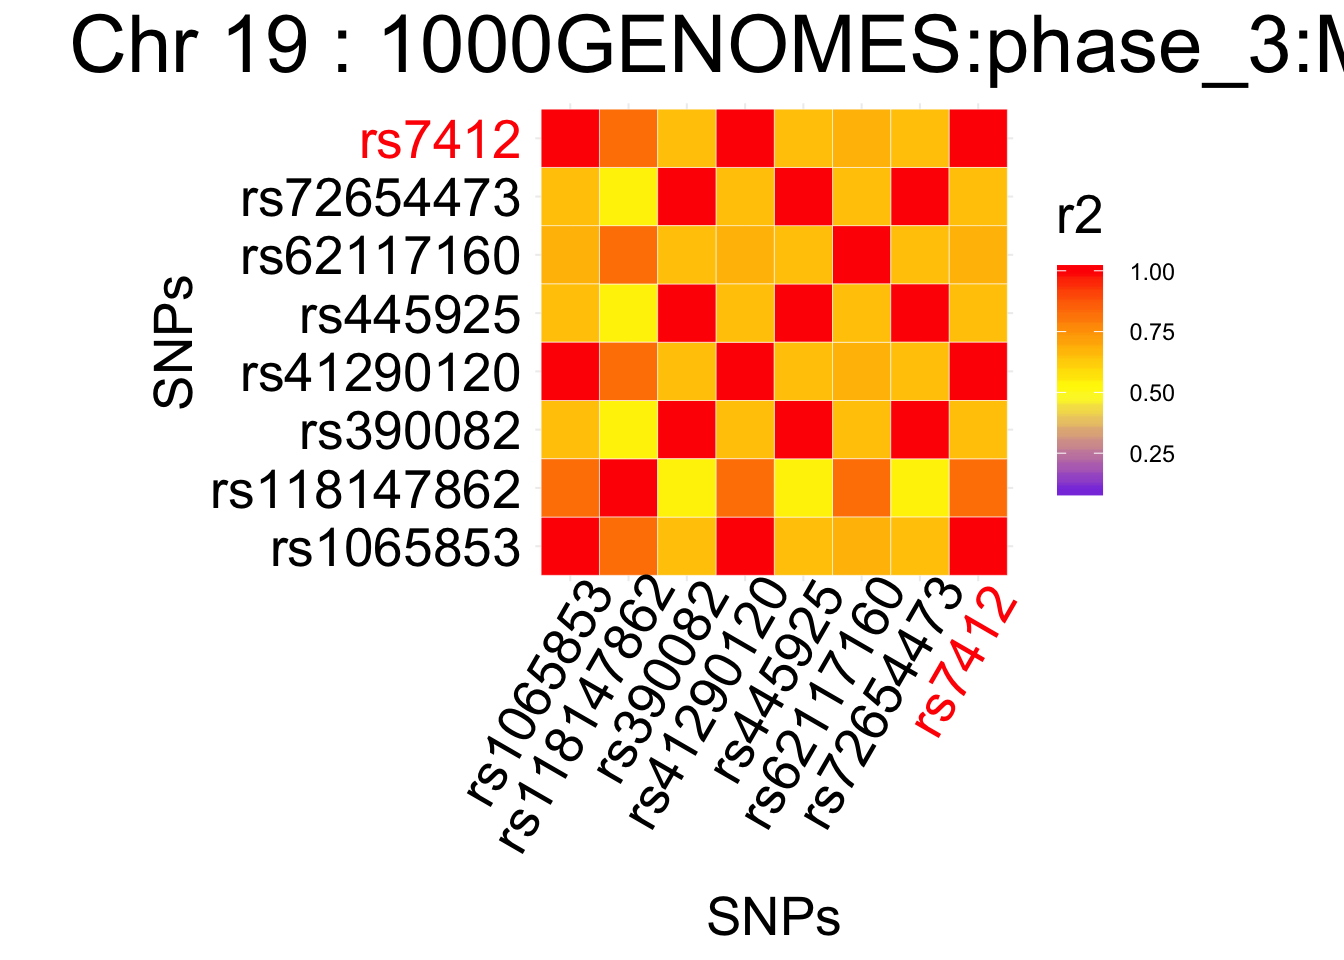 Chr 19 : 1000GENOMES:phase_3:M
rs7412
rs72654473
rs62117160
rs445925
rs41290120
rs390082
rs118147862
rs1065853
SNPs
r2
1.00
0.75
0.50
0.25
rs1065853
rs118147862
rs390082
rs41290120
rs445925
rs62117160
rs72654473
rs7412
SNPs